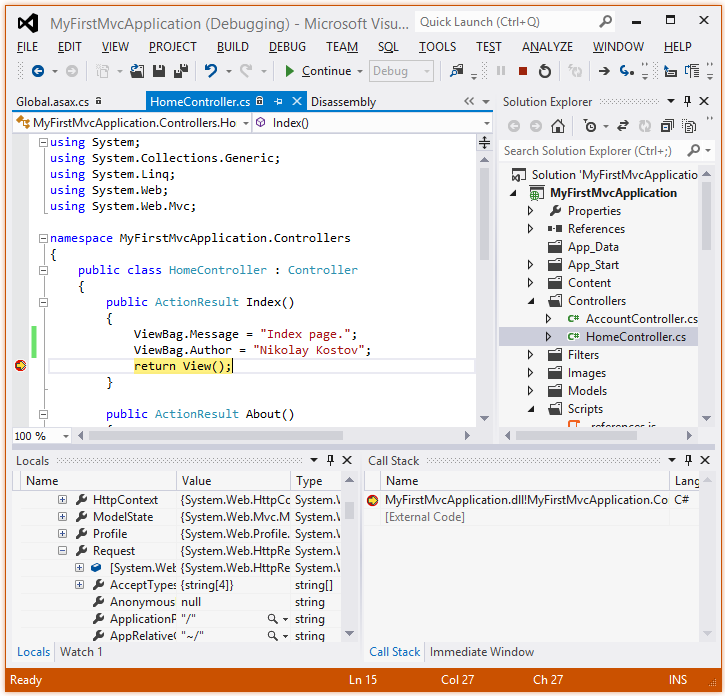 MyFirstMvcApplication (Debugging) - Microsoft Visu... Quick Launch (Ctrl+Q)
FILE EDIT VIEW PROJECT BUILD DEBUG TEAM SQL TOOLS TEST ANALYZE WINDOW HELP
Continue Debug
Global.asax.cs HomeController.cs Disassembly
MyFirstMvcApplication.Controllers.Ho Index()
using System;
using System.Collections.Generic;
using System.Linq;
using System.Web;
using System.Web.Mvc;
namespace MyFirstMvcApplication.Controllers
{
public class HomeController : Controller
{
public ActionResult Index()
{
ViewBag.Message = "Index page.";
ViewBag.Author = "Nikolay Kostov";
return View();
}
public ActionResult About()
100 %
Solution Explorer
Search Solution Explorer (Ctrl+;)
Solution 'MyFirstMvcApplicatio
MyFirstMvcApplication
Properties
References
App_Data
App_Start
Content
Controllers
C# AccountController.cs
C# HomeController.cs
Filters
Images
Models
Scripts
_references.js
Locals
Name Value Type
HttpContext {System.Web.HttpCo System.W
ModelState {System.Web.Mvc.M System.W
Profile {System.Web.Profile. System.W
Request {System.Web.HttpRe System.W
[System.Web {System.Web.HttpRe System.W
AcceptTypes {string[4]} string[]
Anonymous null string
ApplicationP "/" string
AppRelativeC "~/" string
Locals Watch 1
Call Stack
Name Lang
MyFirstMvcApplication.dll!MyFirstMvcApplication.Co C#
[External Code]
Call Stack Immediate Window
Ready Ln 15 Col 27 Ch 27 INS